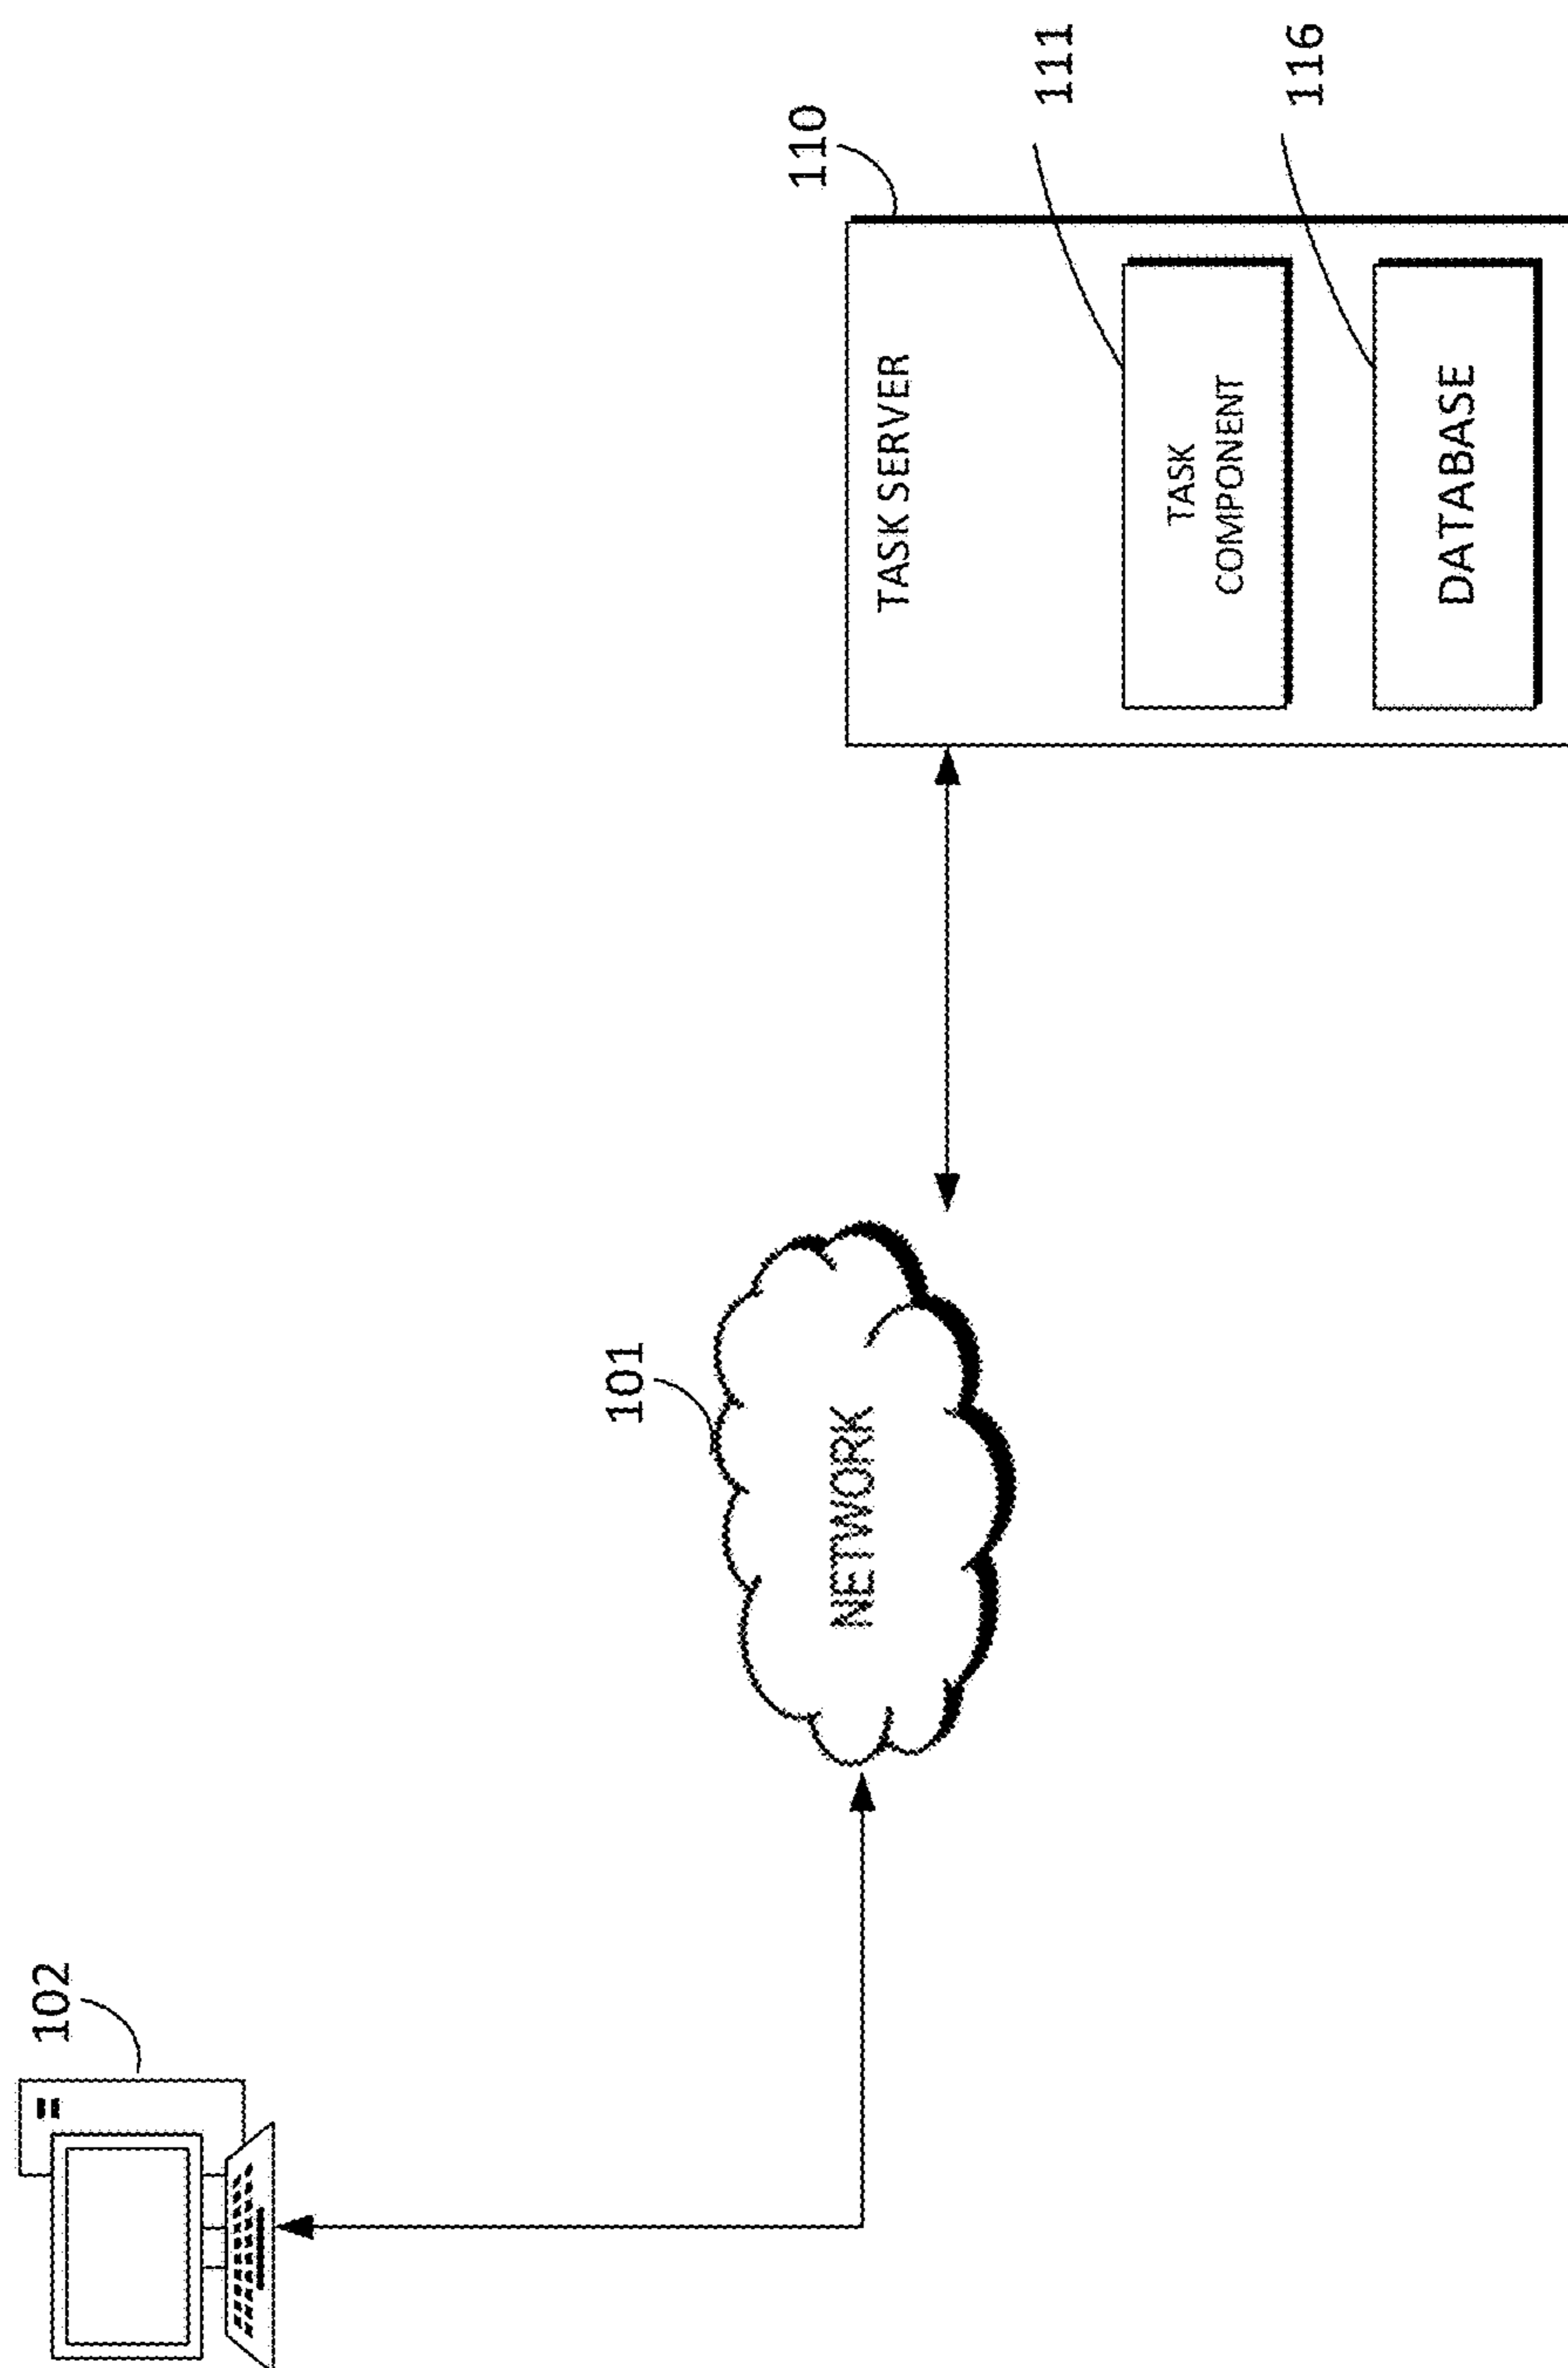 102
101
NETWORK
110
TASK SERVER
111
TASK
COMPONENT
116
DATABASE